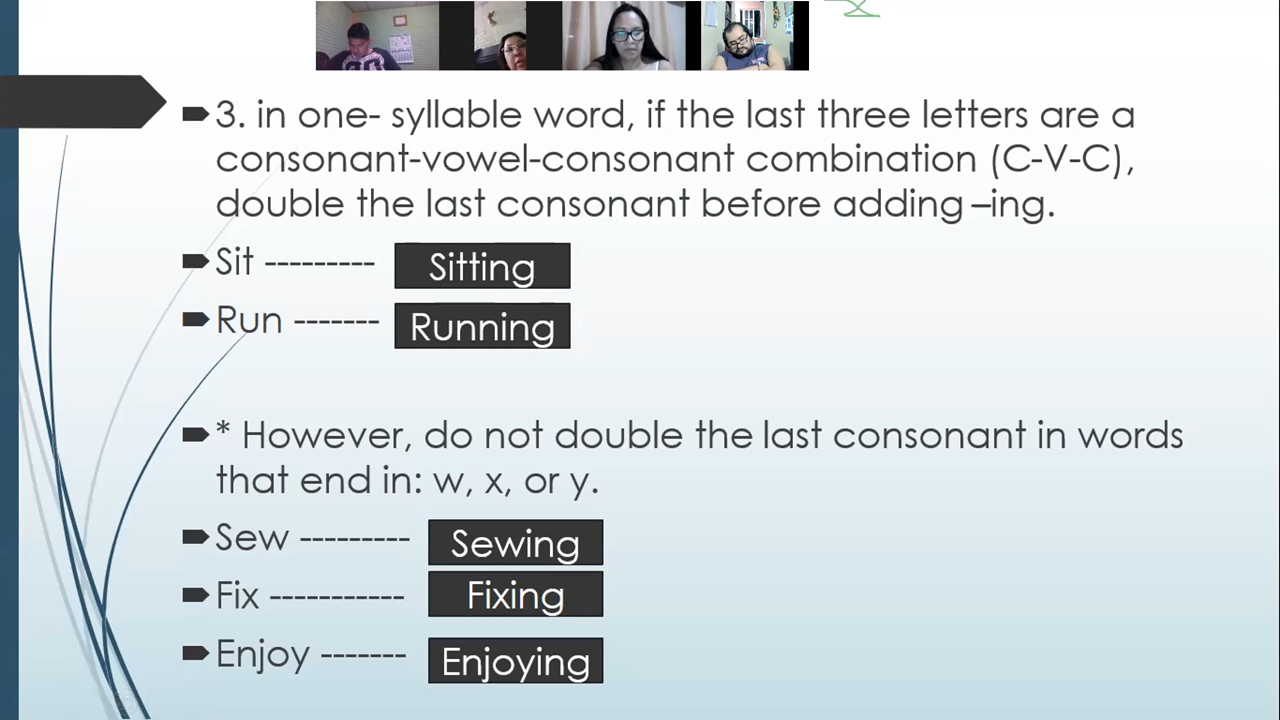 3. in one- syllable word, if the last three letters are a
consonant-vowel-consonant combination (C-V-C),
double the last consonant before adding –ing.
Sit --------- Sitting
Run ------- Running
* However, do not double the last consonant in words
that end in: w, x, or y.
Sew --------- Sewing
Fix ----------- Fixing
Enjoy ------- Enjoying